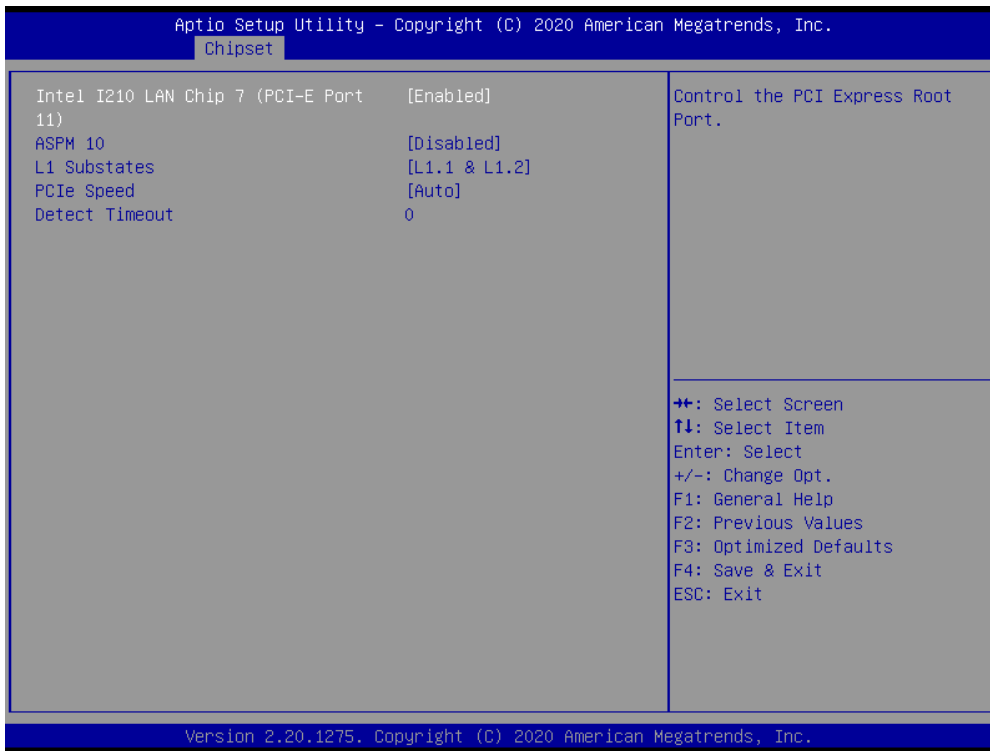 Aptio Setup Utility – Copyright (C) 2020 American Megatrends, Inc.
Chipset
Intel I210 LAN Chip 7 (PCI-E Port 11) [Enabled]
ASPM 10 [Disabled]
L1 Substates [L1.1 & L1.2]
PCIe Speed [Auto]
Detect Timeout 0
Control the PCI Express Root
Port.
→←: Select Screen
↑↓: Select Item
Enter: Select
+/-: Change Opt.
F1: General Help
F2: Previous Values
F3: Optimized Defaults
F4: Save & Exit
ESC: Exit
Version 2.20.1275. Copyright (C) 2020 American Megatrends, Inc.